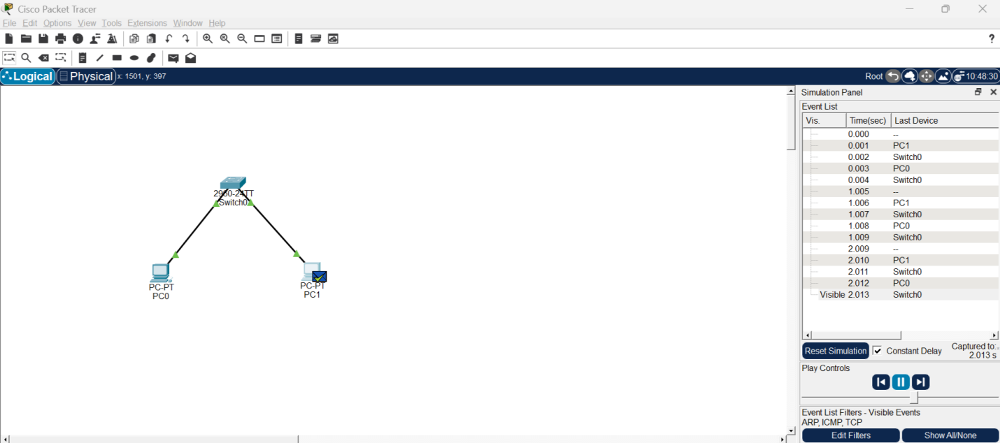 Cisco Packet Tracer
File Edit Options View Tools Extensions Window Help
?
Logical Physical x: 1501, y: 397 Root 10:48:30
Simulation Panel
Event List
Vis. Time(sec) Last Device
0.000 --
0.001 PC1
0.002 Switch0
0.003 PC0
0.004 Switch0
1.005 --
1.006 PC1
1.007 Switch0
1.008 PC0
1.009 Switch0
2.009 --
2.010 PC1
2.011 Switch0
2.012 PC0
Visible 2.013 Switch0
2960-24TT
Switch0
PC-PT
PC0
PC-PT
PC1
Reset Simulation Constant Delay Captured to:
2.013 s
Play Controls
Event List Filters - Visible Events
ARP, ICMP, TCP
Edit Filters Show All/None